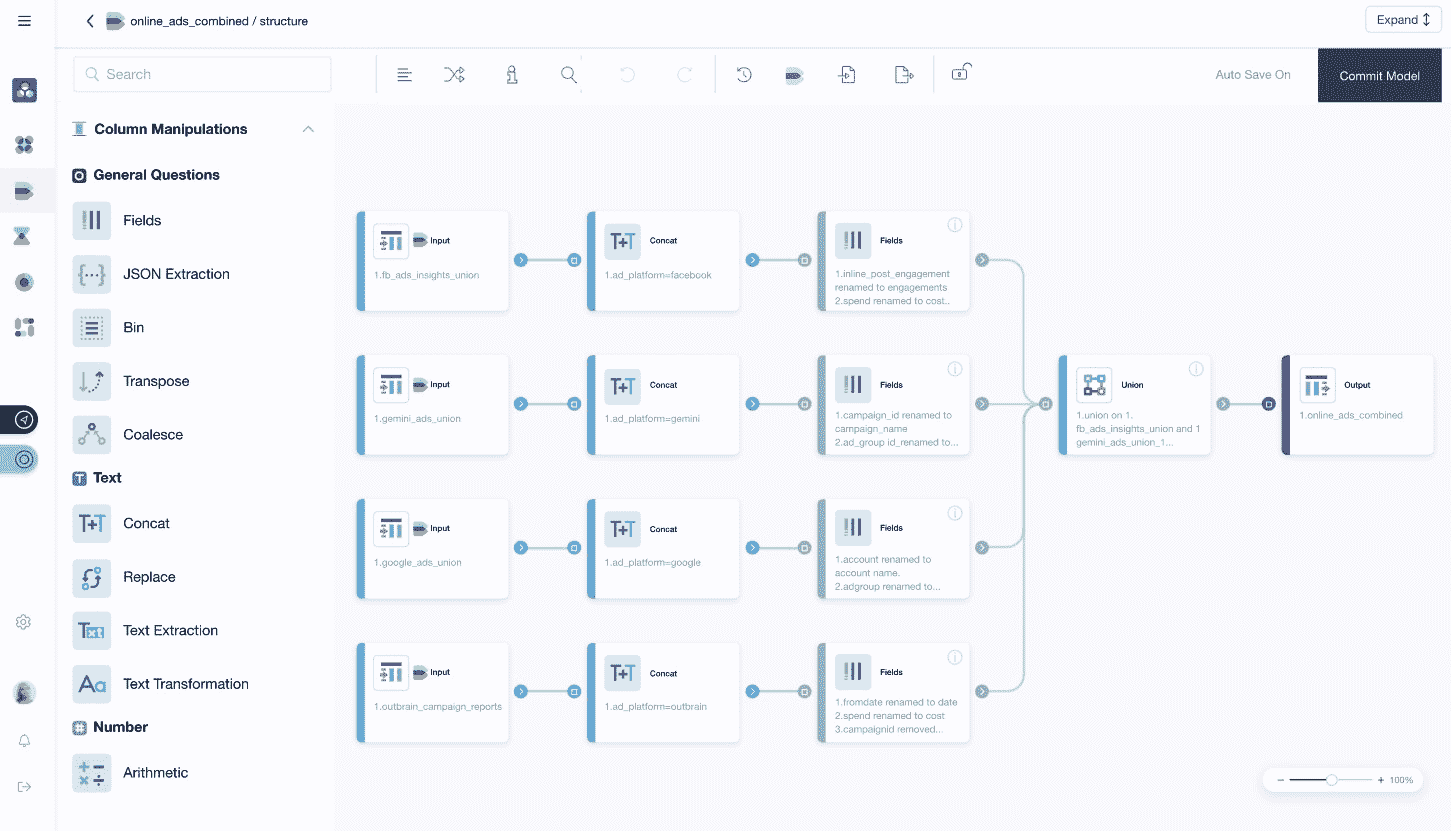 online_ads_combined / structure
Expand
Search
Auto Save On
Commit Model
Column Manipulations
General Questions
Fields
JSON Extraction
Bin
Transpose
Coalesce
Text
Concat
Replace
Text Extraction
Text Transformation
Number
Arithmetic
Input
1.fb_ads_insights_union
Concat
1.ad_platform=facebook
Fields
1.inline_post_engagement
renamed to engagements
2.spend renamed to cost..
Input
1.gemini_ads_union
Concat
1.ad_platform=gemini
Fields
1.campaign_id renamed to
campaign_name
2.ad_group id_renamed to...
Union
1.union on 1.
fb_ads_insights_union and 1
gemini_ads_union_1...
Output
1.online_ads_combined
Input
1.google_ads_union
Concat
1.ad_platform=google
Fields
1.account renamed to
account name.
2.adgroup renamed to...
Input
1.outbrain_campaign_reports
Concat
1.ad_platform=outbrain
Fields
1.fromdate renamed to date
2.spend renamed to cost
3.campaignid removed...
100%